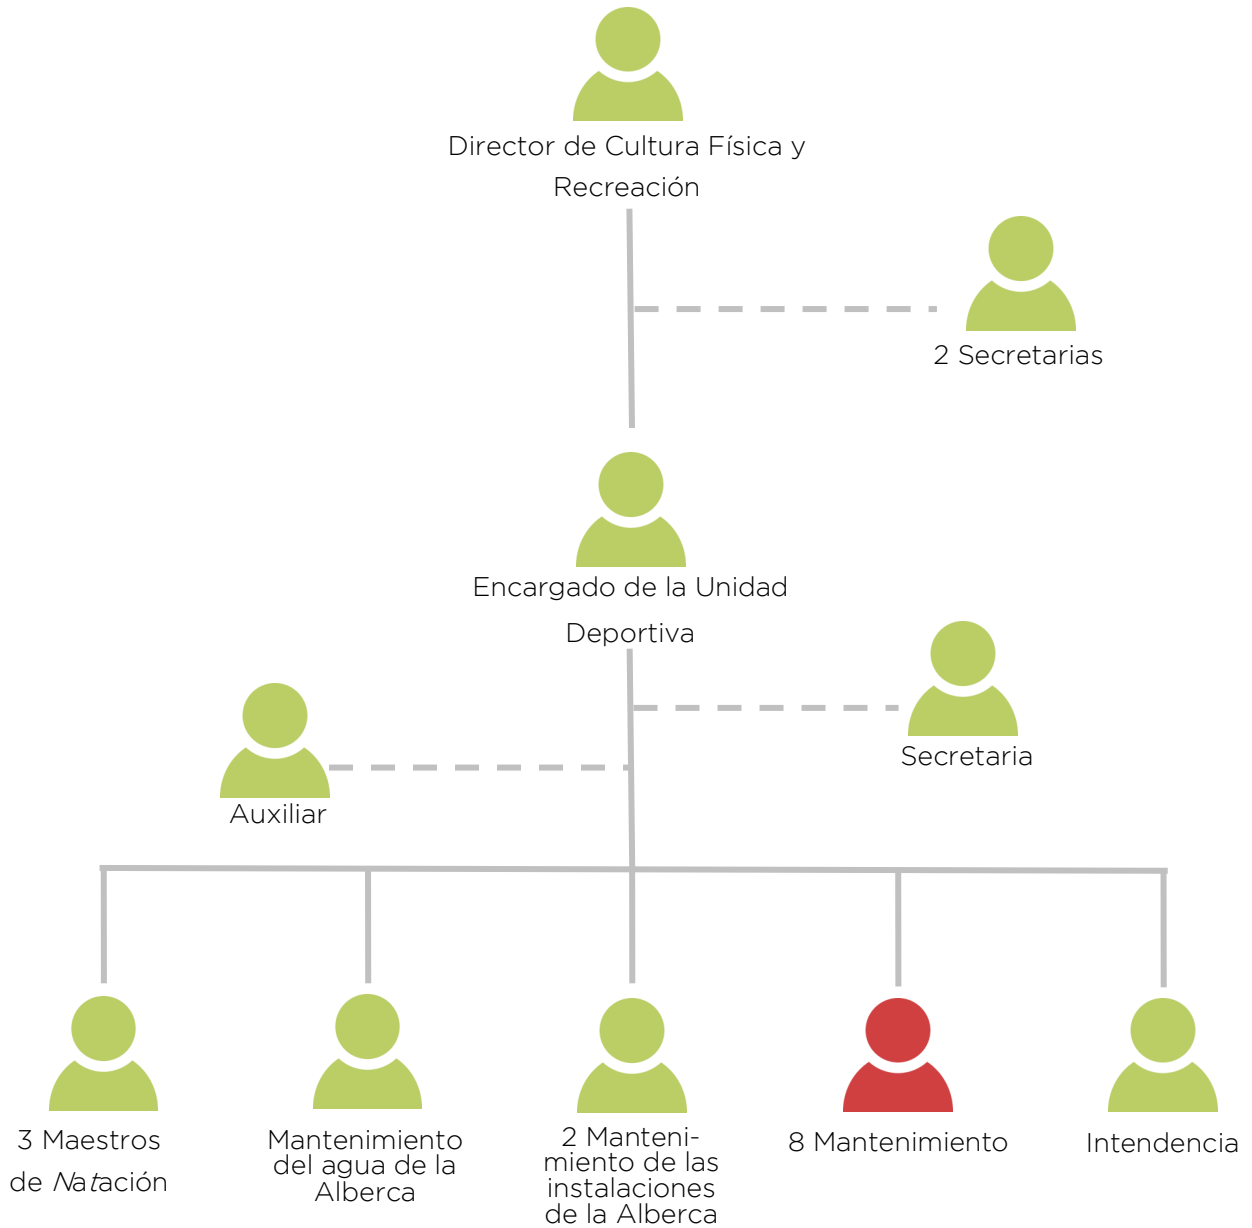 Director de Cultura Física y
Recreación
2 Secretarias
Encargado de la Unidad
Deportiva
Secretaria
Auxiliar
3 Maestros
de Natación
Mantenimiento
del agua de la
Alberca
2 Manteni-
miento de las
instalaciones
de la Alberca
8 Mantenimiento
Intendencia